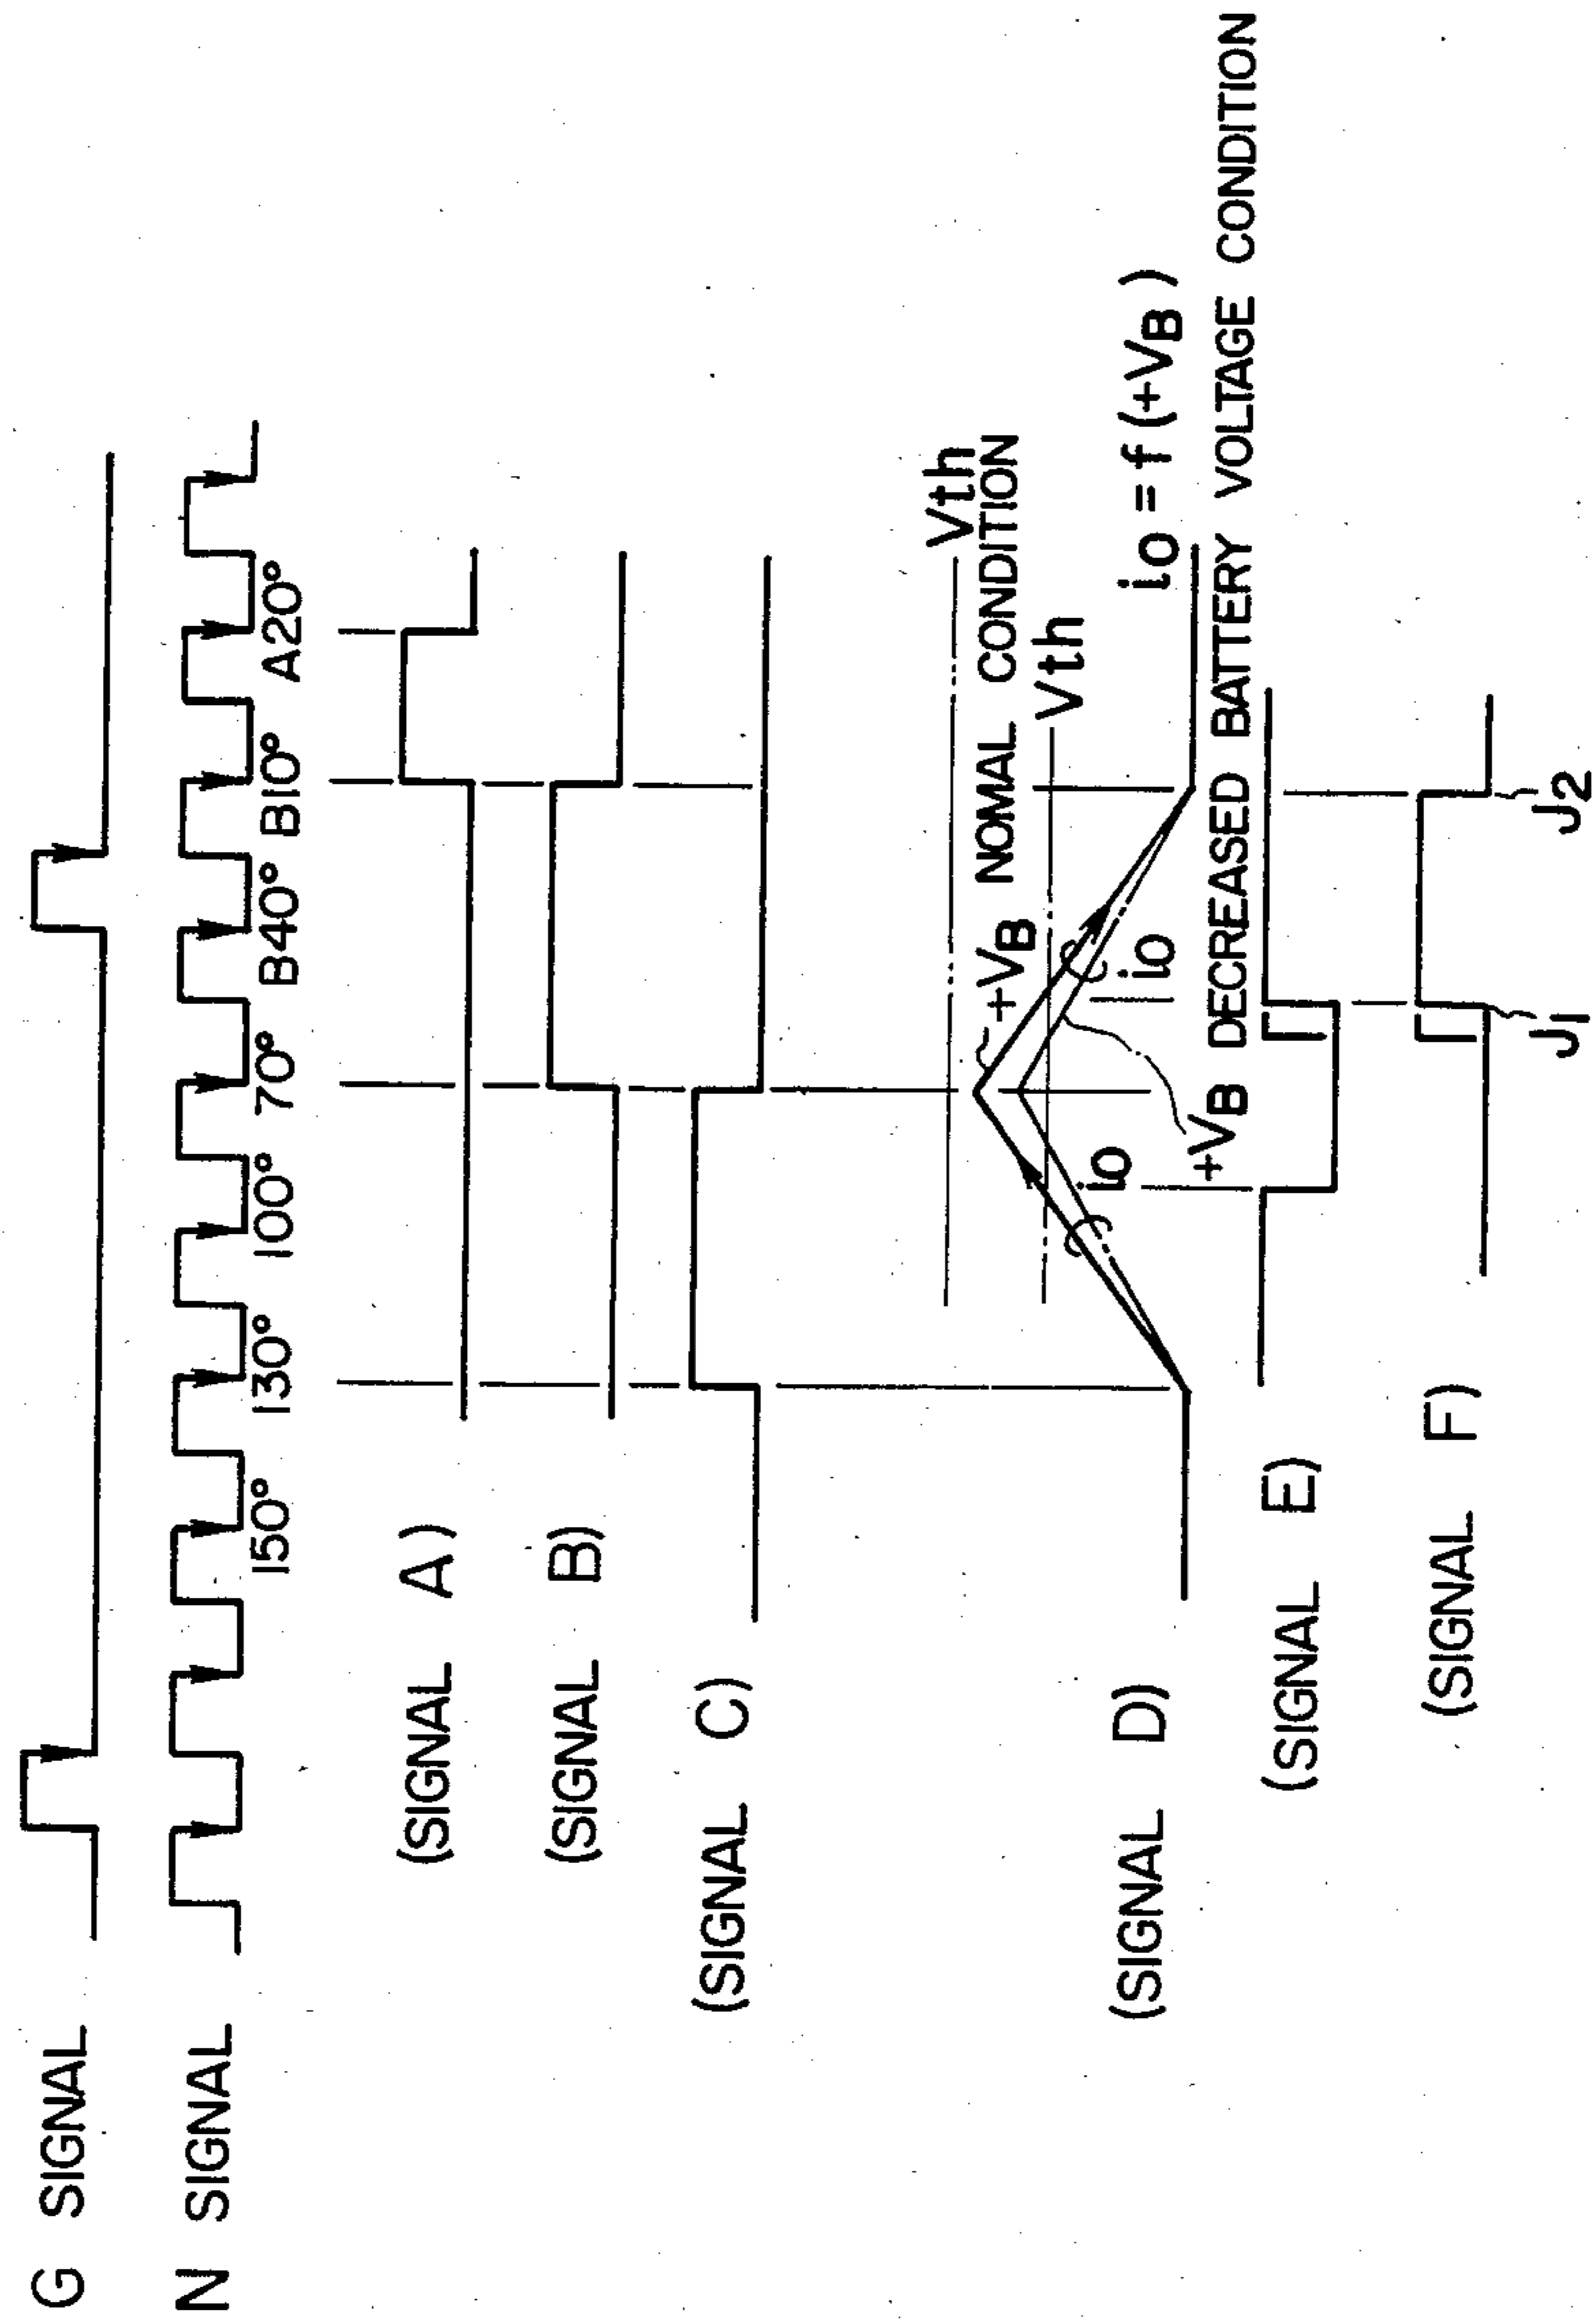 G SIGNAL
N SIGNAL
150° 130° 100° 70° B40° B10° A20°
(SIGNAL A)
(SIGNAL B)
(SIGNAL C)
Vth
+VB NOMAL CONDITION
Vth
io io
(SIGNAL D)
io = f (+VB)
+VB DECREASED BATTERY VOLTAGE CONDITION
(SIGNAL E)
(SIGNAL F)
J1 J2